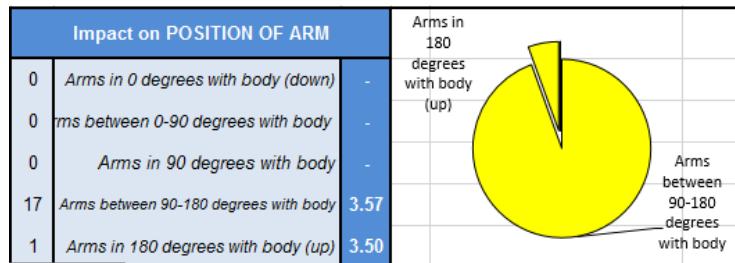 Impact on POSITION OF ARM
0 Arms in 0 degrees with body (down) -
0 rms between 0-90 degrees with body -
0 Arms in 90 degrees with body -
17 Arms between 90-180 degrees with body 3.57
1 Arms in 180 degrees with body (up) 3.50
Arms in
180
degrees
with body
(up)
Arms
between
90-180
degrees
with body